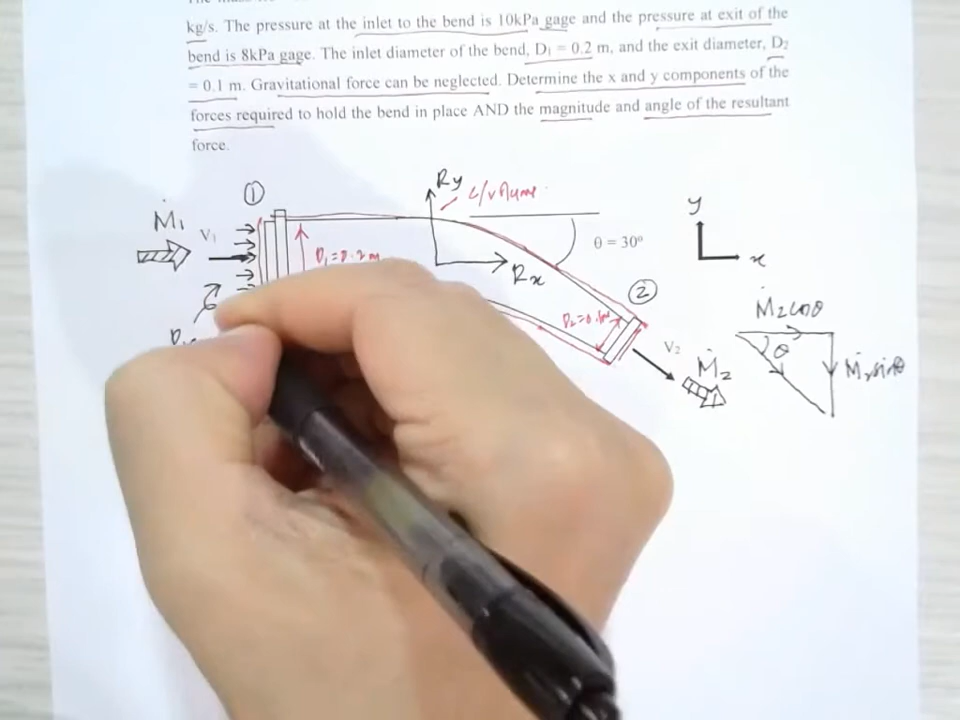 kg/s. The pressure at the inlet to the bend is 10kPa gage and the pressure at exit of the
bend is 8kPa gage. The inlet diameter of the bend, D₁ = 0.2 m, and the exit diameter, D₂
= 0.1 m. Gravitational force can be neglected. Determine the x and y components of the
forces required to hold the bend in place AND the magnitude and angle of the resultant
force.
①
Ry
c/volume
y
Ṁ₁
V₁
θ = 30°
D₁=0.2m
Rx
x
②
Ṁ₂cosθ
D₂=0.1m
V₂
Ṁ₂
θ
Ṁ₂sinθ